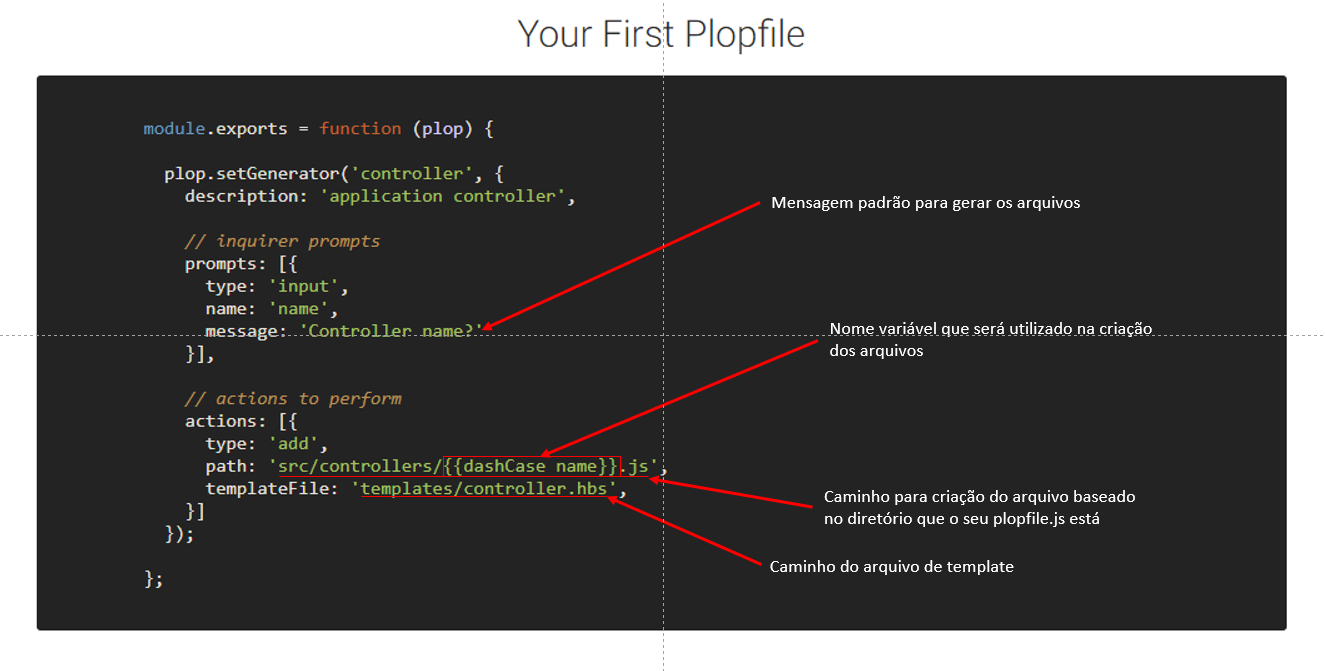 Your First Plopfile
module.exports = function (plop) {
plop.setGenerator('controller', {
description: 'application controller',
Mensagem padrão para gerar os arquivos
// inquirer prompts
prompts: [{
type: 'input',
name: 'name',
message: 'Controller name?'
}],
Nome variável que será utilizado na criação
dos arquivos
// actions to perform
actions: [{
type: 'add',
path: 'src/controllers/{{dashCase name}}.js',
templateFile: 'templates/controller.hbs',
}]
});
};
Caminho para criação do arquivo baseado
no diretório que o seu plopfile.js está
Caminho do arquivo de template